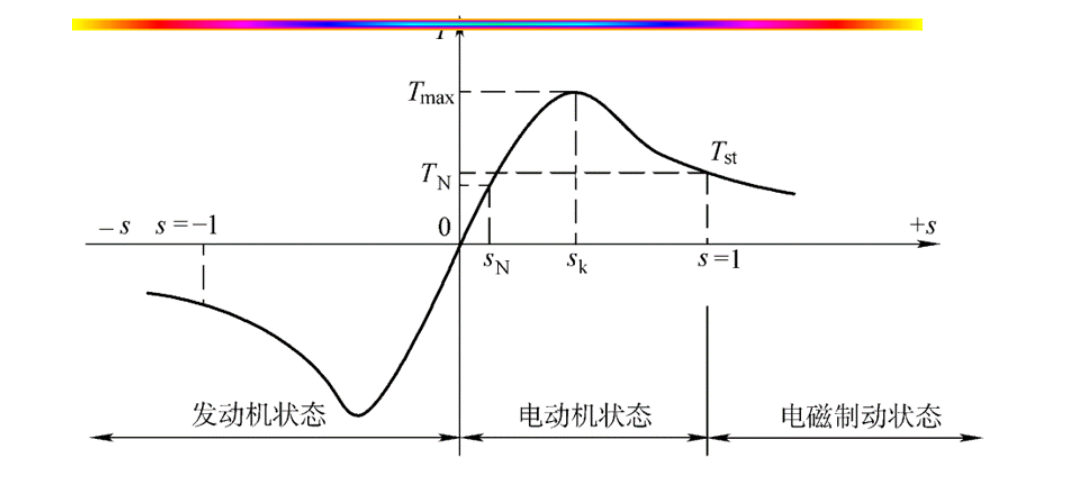 T
Tmax
Tst
TN
0
– s s = –1 +s
sN sk s = 1
发动机状态 电动机状态 电磁制动状态